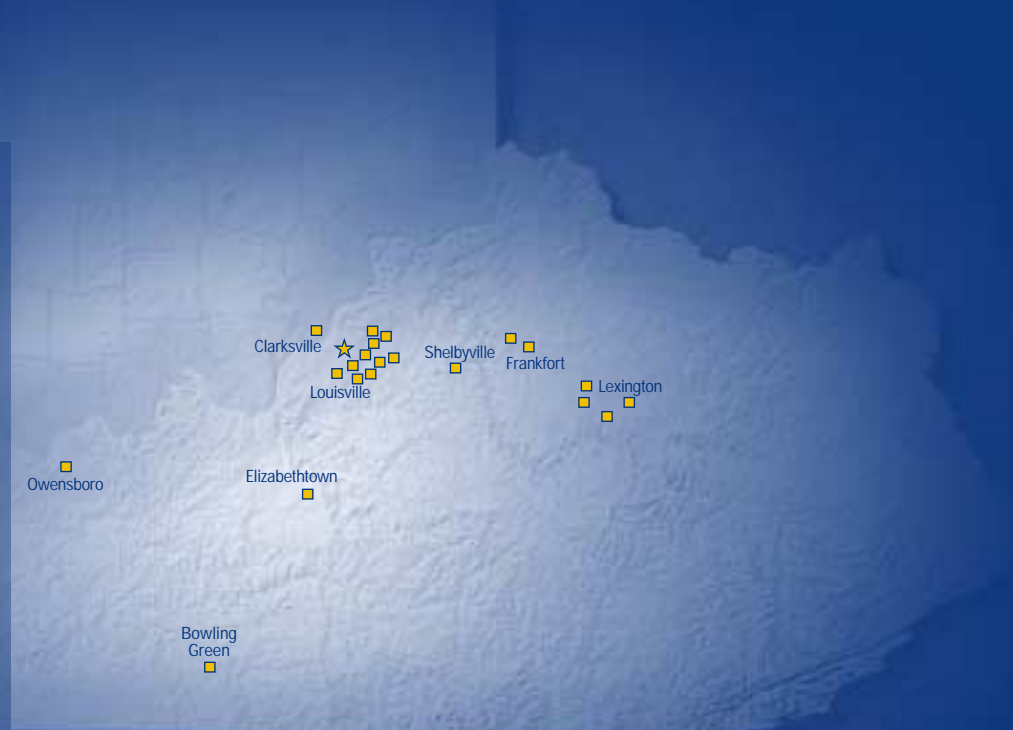 Clarksville
Shelbyville
Frankfort
Lexington
Louisville
Elizabethtown
Owensboro
Bowling
Green